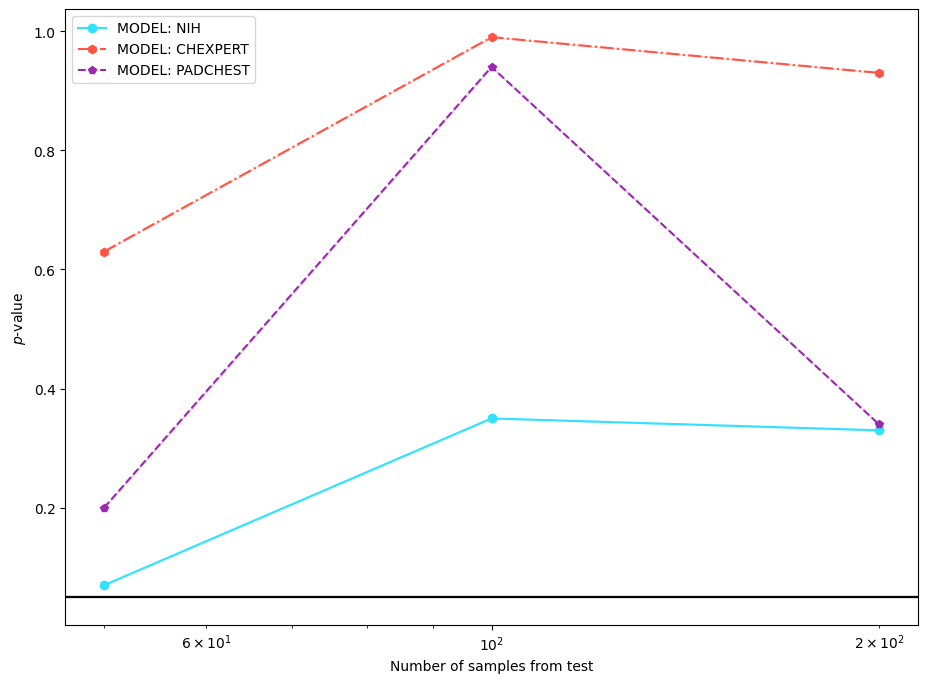 MODEL: NIH
MODEL: CHEXPERT
MODEL: PADCHEST
1.0
0.8
0.6
0.4
0.2
p-value
6 × 10¹
10²
2 × 10²
Number of samples from test